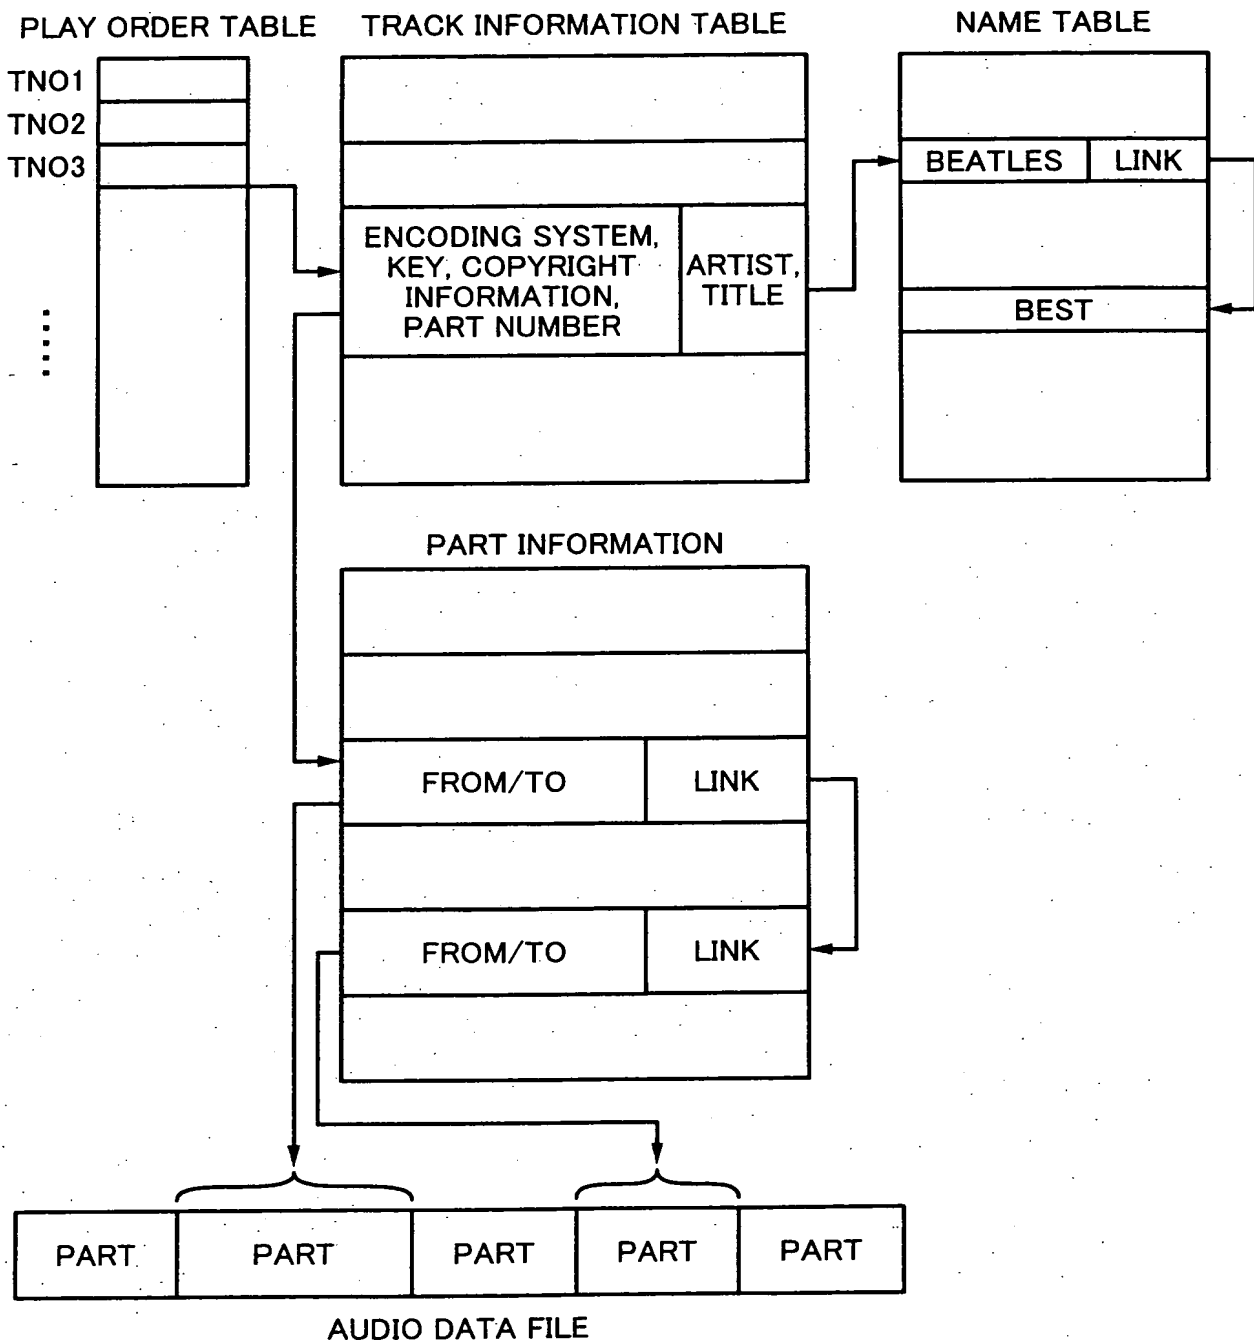 PLAY ORDER TABLE
TRACK INFORMATION TABLE
NAME TABLE
TNO1
TNO2
TNO3
BEATLES
LINK
ENCODING SYSTEM,
KEY, COPYRIGHT
INFORMATION,
PART NUMBER
ARTIST,
TITLE
BEST
PART INFORMATION
FROM/TO
LINK
FROM/TO
LINK
PART
PART
PART
PART
PART
AUDIO DATA FILE